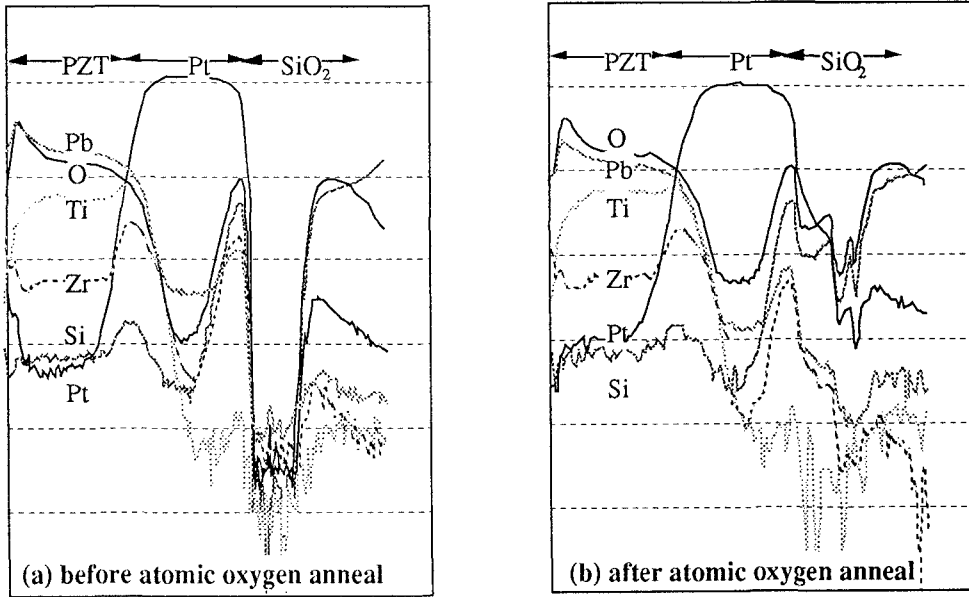 PZT Pt SiO₂
Pb
O
Ti
Zr
Si
Pt
(a) before atomic oxygen anneal
PZT Pt SiO₂
O
Pb
Ti
Zr
Pt
Si
(b) after atomic oxygen anneal